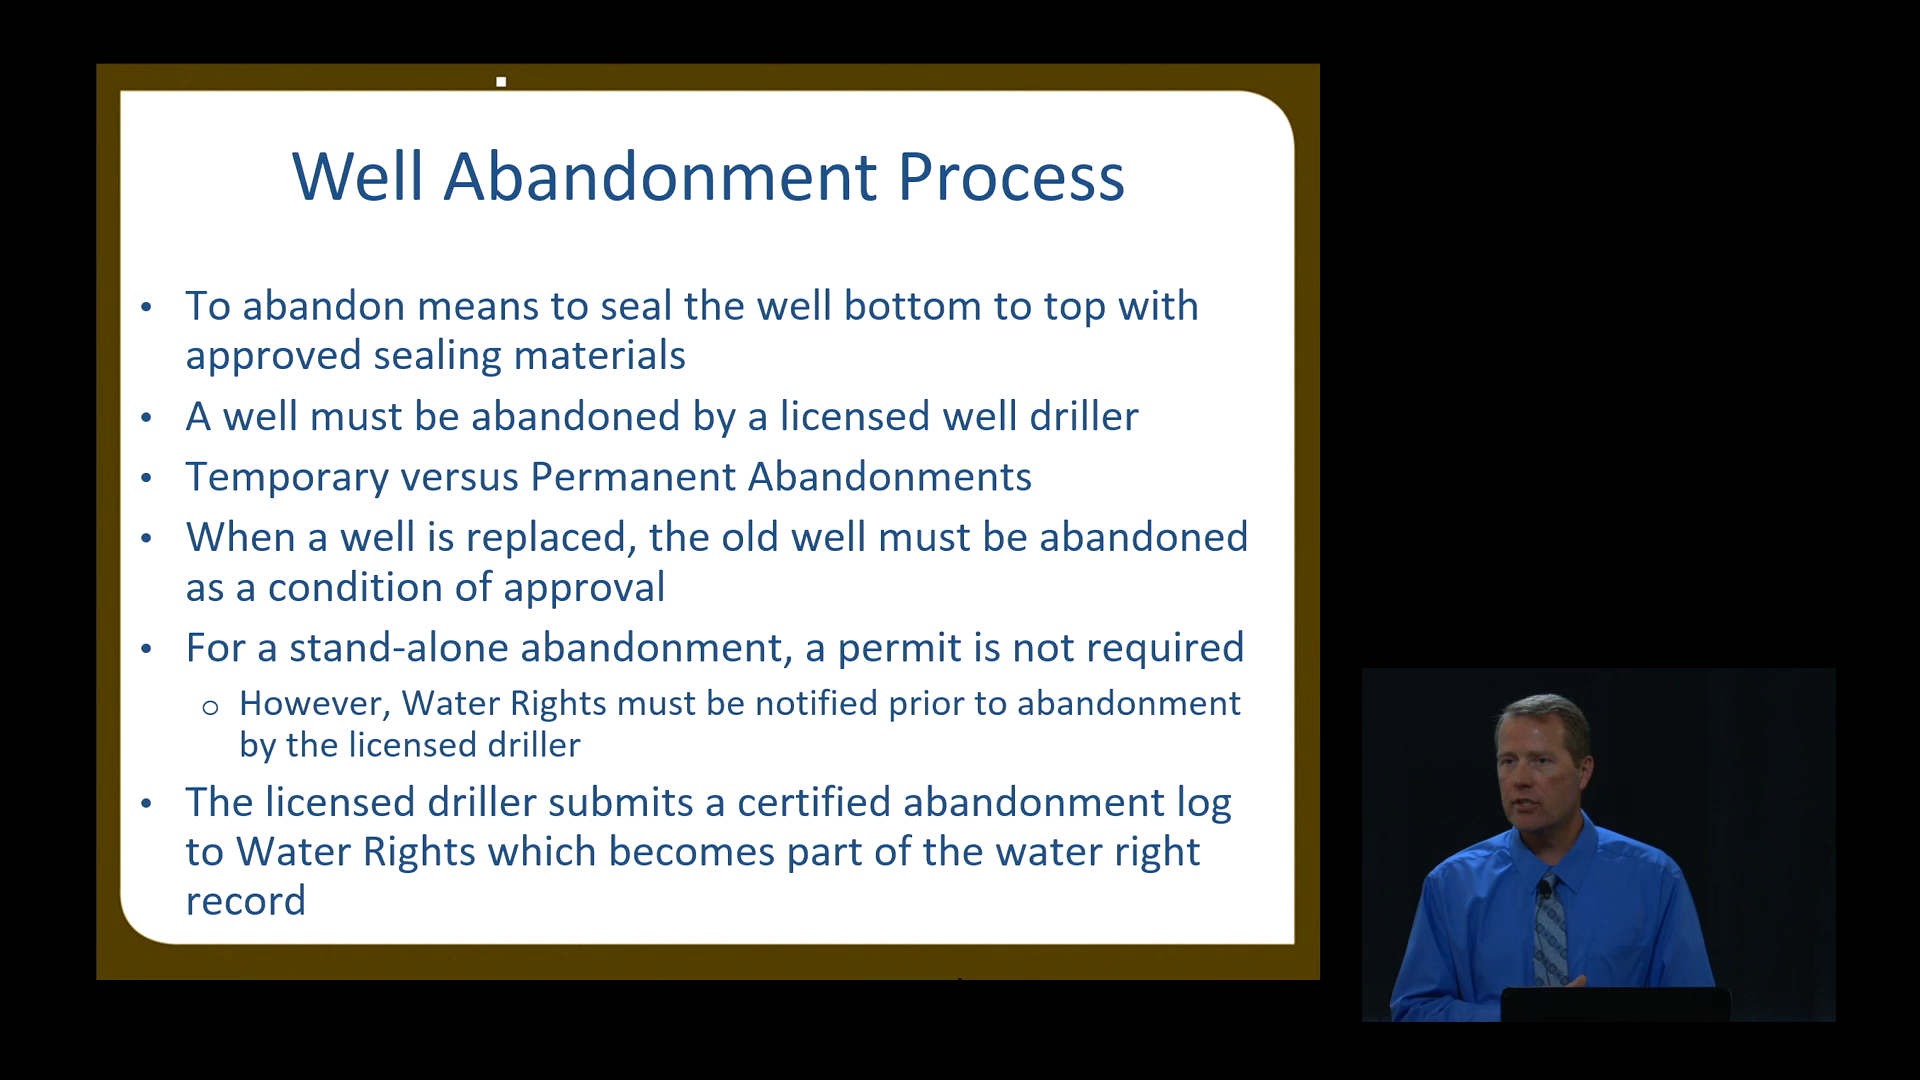 Well Abandonment Process
• To abandon means to seal the well bottom to top with
approved sealing materials
• A well must be abandoned by a licensed well driller
• Temporary versus Permanent Abandonments
• When a well is replaced, the old well must be abandoned
as a condition of approval
• For a stand-alone abandonment, a permit is not required
o However, Water Rights must be notified prior to abandonment
by the licensed driller
• The licensed driller submits a certified abandonment log
to Water Rights which becomes part of the water right
record